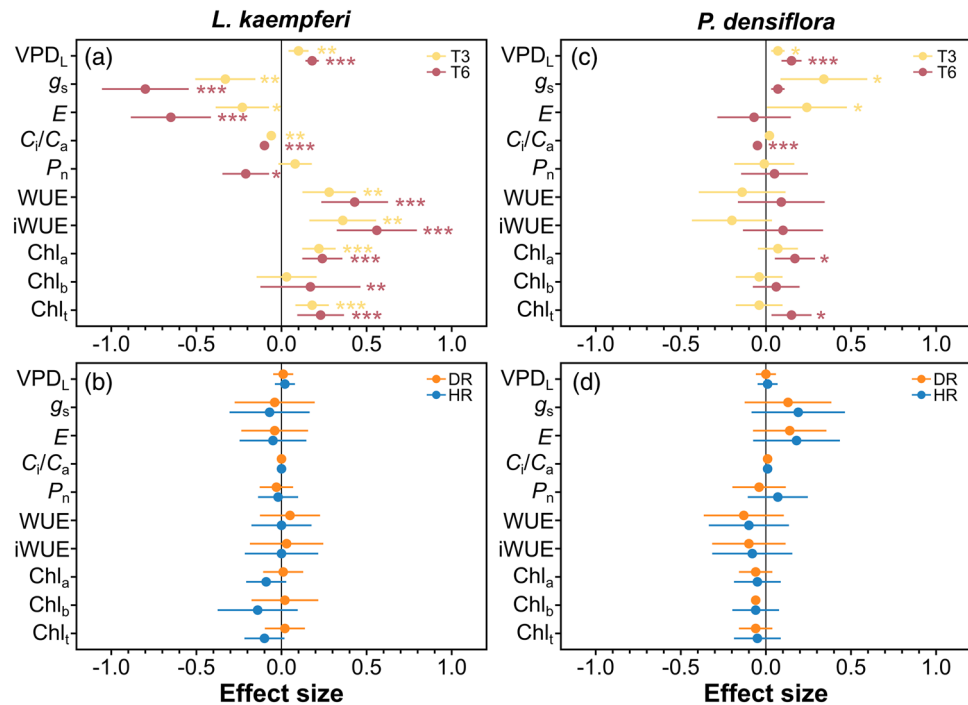 L. kaempferi
P. densiflora
(a)
T3
T6
VPDL
gs
E
Ci/Ca
Pn
WUE
iWUE
Chla
Chlb
Chlt
**
***
**
***
*
***
**
***
*
**
***
**
***
***
***
**
***
***
-1.0 -0.5 0.0 0.5 1.0
(c)
T3
T6
VPDL
gs
E
Ci/Ca
Pn
WUE
iWUE
Chla
Chlb
Chlt
*
***
*
*
***
*
*
-1.0 -0.5 0.0 0.5 1.0
(b)
DR
HR
VPDL
gs
E
Ci/Ca
Pn
WUE
iWUE
Chla
Chlb
Chlt
-1.0 -0.5 0.0 0.5 1.0
Effect size
(d)
DR
HR
VPDL
gs
E
Ci/Ca
Pn
WUE
iWUE
Chla
Chlb
Chlt
-1.0 -0.5 0.0 0.5 1.0
Effect size